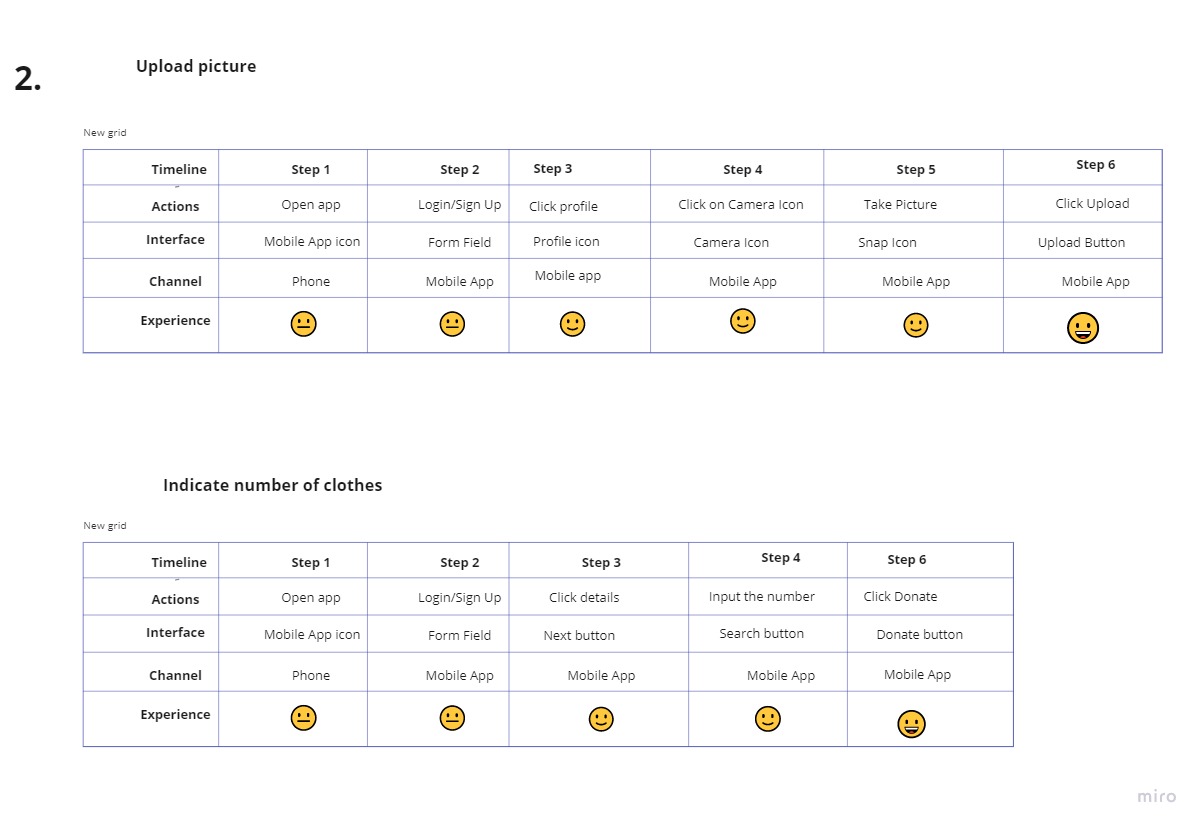 2.
Upload picture
New grid
Timeline Step 1 Step 2 Step 3 Step 4 Step 5 Step 6
Actions Open app Login/Sign Up Click profile Click on Camera Icon Take Picture Click Upload
Interface Mobile App icon Form Field Profile icon Camera Icon Snap Icon Upload Button
Channel Phone Mobile App Mobile app Mobile App Mobile App Mobile App
Experience
Indicate number of clothes
New grid
Timeline Step 1 Step 2 Step 3 Step 4 Step 6
Actions Open app Login/Sign Up Click details Input the number Click Donate
Interface Mobile App icon Form Field Next button Search button Donate button
Channel Phone Mobile App Mobile App Mobile App Mobile App
Experience
miro